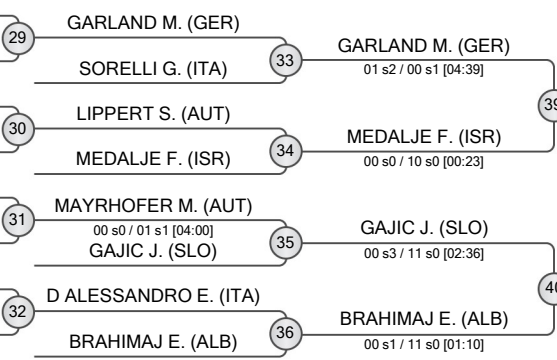 GARLAND M. (GER)
29
SORELLI G. (ITA)
33
GARLAND M. (GER)
01 s2 / 00 s1 [04:39]
39
LIPPERT S. (AUT)
30
MEDALJE F. (ISR)
34
MEDALJE F. (ISR)
00 s0 / 10 s0 [00:23]
MAYRHOFER M. (AUT)
31
00 s0 / 01 s1 [04:00]
GAJIC J. (SLO)
35
GAJIC J. (SLO)
00 s3 / 11 s0 [02:36]
40
D ALESSANDRO E. (ITA)
32
BRAHIMAJ E. (ALB)
36
BRAHIMAJ E. (ALB)
00 s1 / 11 s0 [01:10]